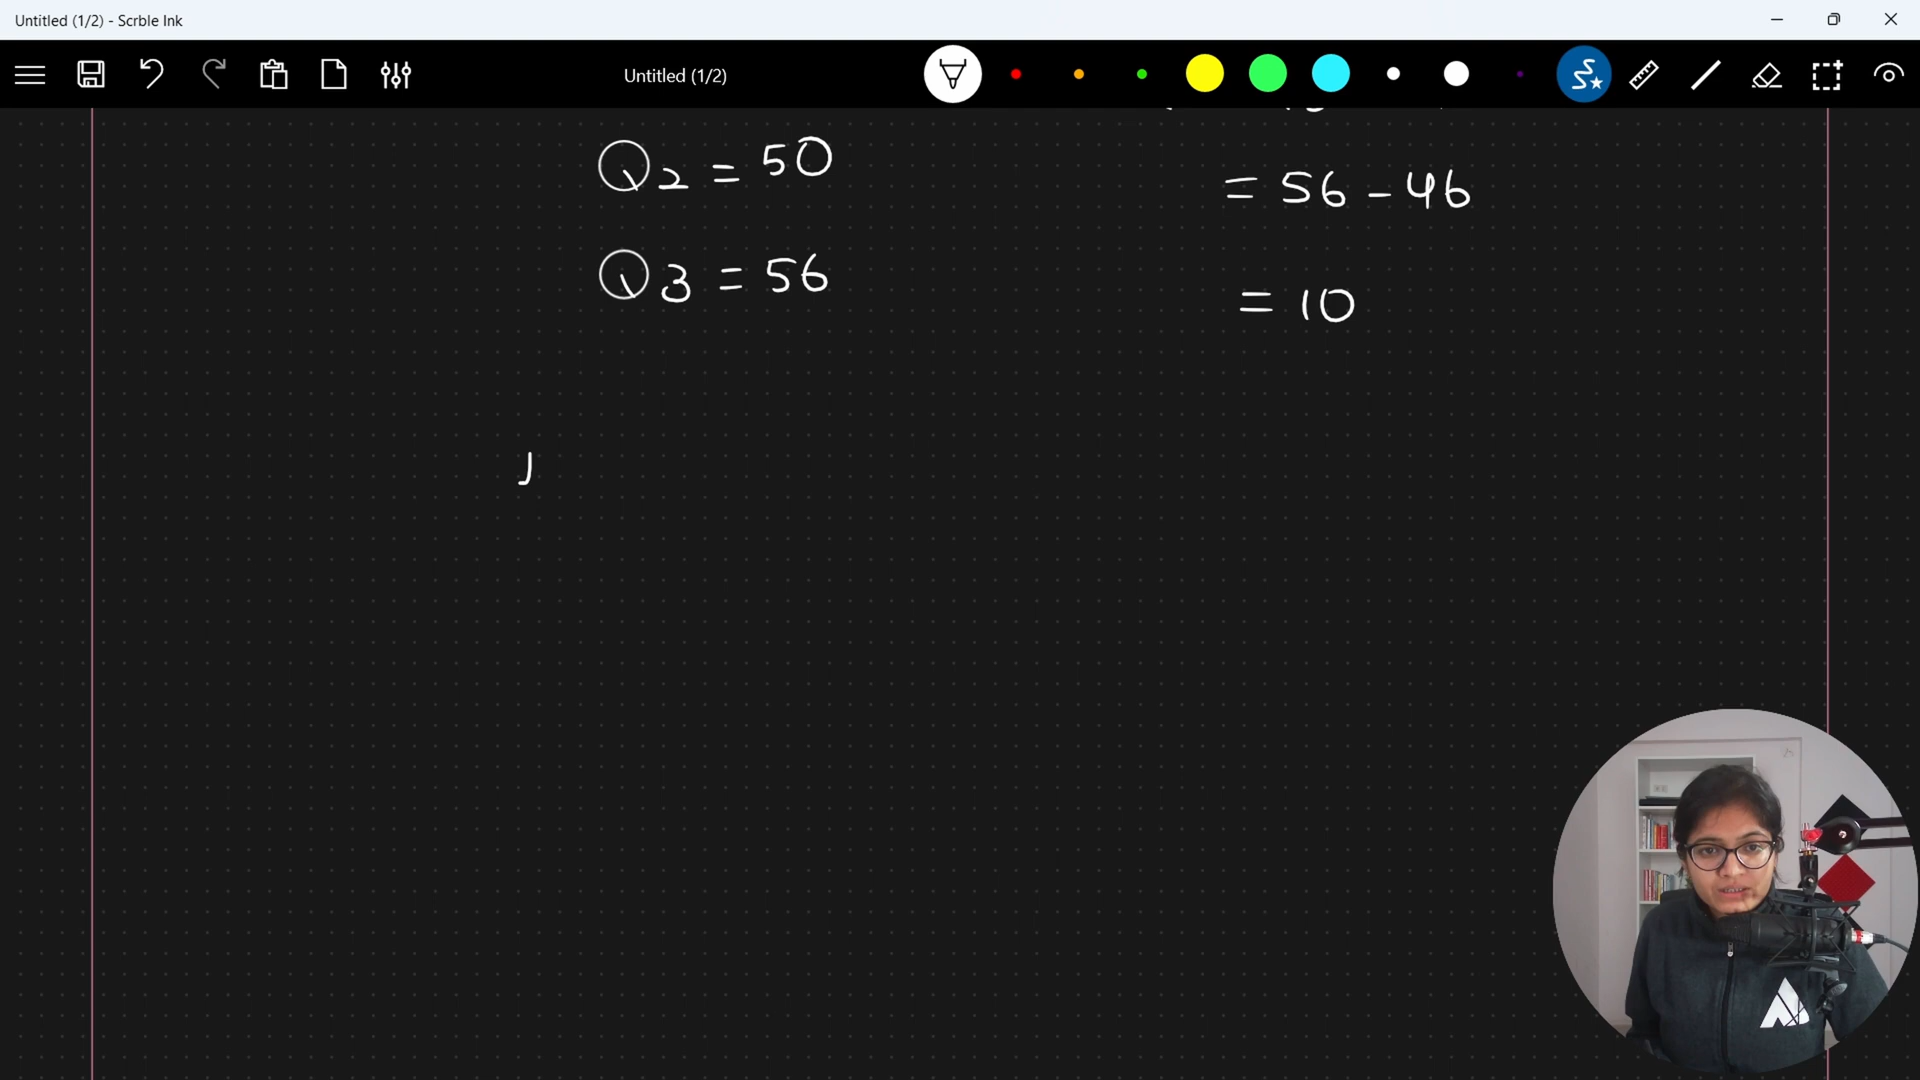 Untitled (1/2) - Scrble Ink
Untitled (1/2)
Q2 = 50
= 56 - 46
Q3 = 56
= 10